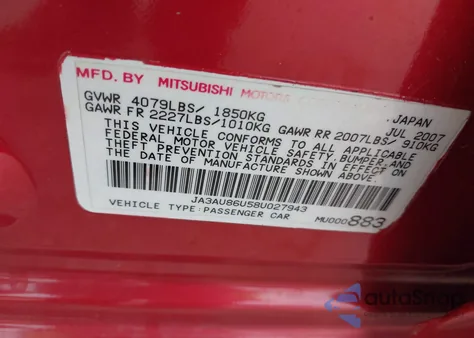 MFD. BY MITSUBISHI MOTORS JAPAN
GVWR 4079LBS/ 1850KG JUL 2007
GAWR FR 2227LBS/1010KG GAWR RR 2007LBS/ 910KG
THIS VEHICLE CONFORMS TO ALL APPLICABLE
FEDERAL MOTOR VEHICLE SAFETY, BUMPER AND
THEFT PREVENTION STANDARDS IN EFFECT ON
THE DATE OF MANUFACTURE SHOWN ABOVE.
JA3AU86U58U027943
VEHICLE TYPE:PASSENGER CAR MU000883
autoSnap